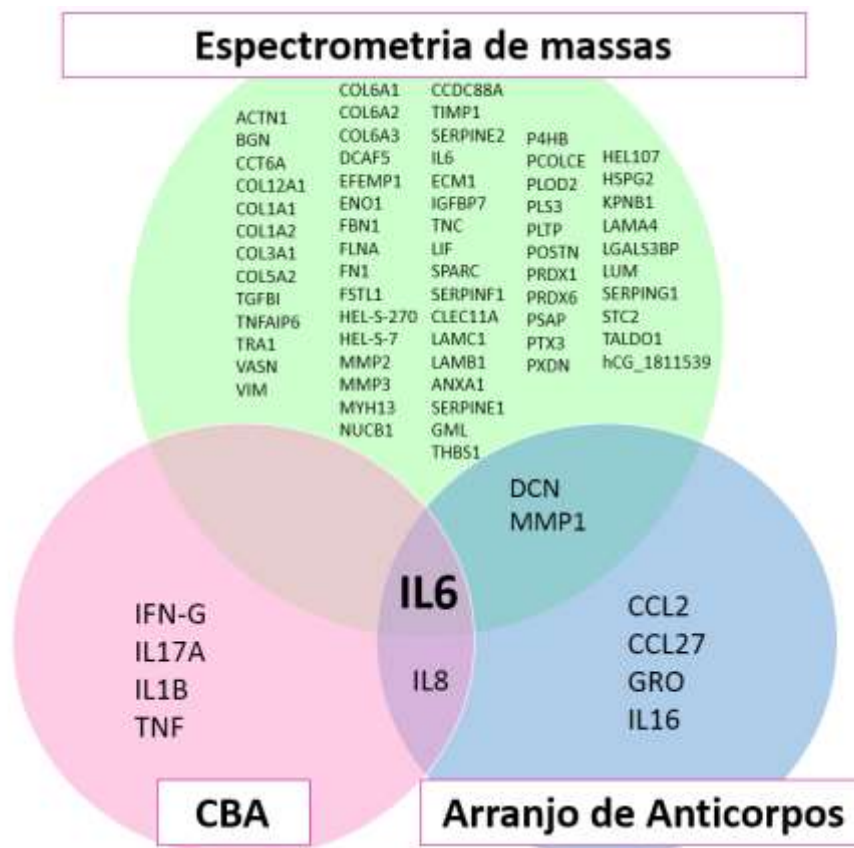 Espectrometria de massas
ACTN1
BGN
CCT6A
COL12A1
COL1A1
COL1A2
COL3A1
COL5A2
TGFBI
TNFAIP6
TRA1
VASN
VIM
COL6A1
COL6A2
COL6A3
DCAF5
EFEMP1
ENO1
FBN1
FLNA
FN1
FSTL1
HEL-S-270
HEL-S-7
MMP2
MMP3
MYH13
NUCB1
CCDC88A
TIMP1
SERPINE2
IL6
ECM1
IGFBP7
TNC
LIF
SPARC
SERPINF1
CLEC11A
LAMC1
LAMB1
ANXA1
SERPINE1
GML
THBS1
P4HB
PCOLCE
PLOD2
PLS3
PLTP
POSTN
PRDX1
PRDX6
PSAP
PTX3
PXDN
HEL107
HSPG2
KPNB1
LAMA4
LGALS3BP
LUM
SERPING1
STC2
TALDO1
hCG_1811539
DCN
MMP1
IL6
IL8
IFN-G
IL17A
IL1B
TNF
CCL2
CCL27
GRO
IL16
CBA
Arranjo de Anticorpos